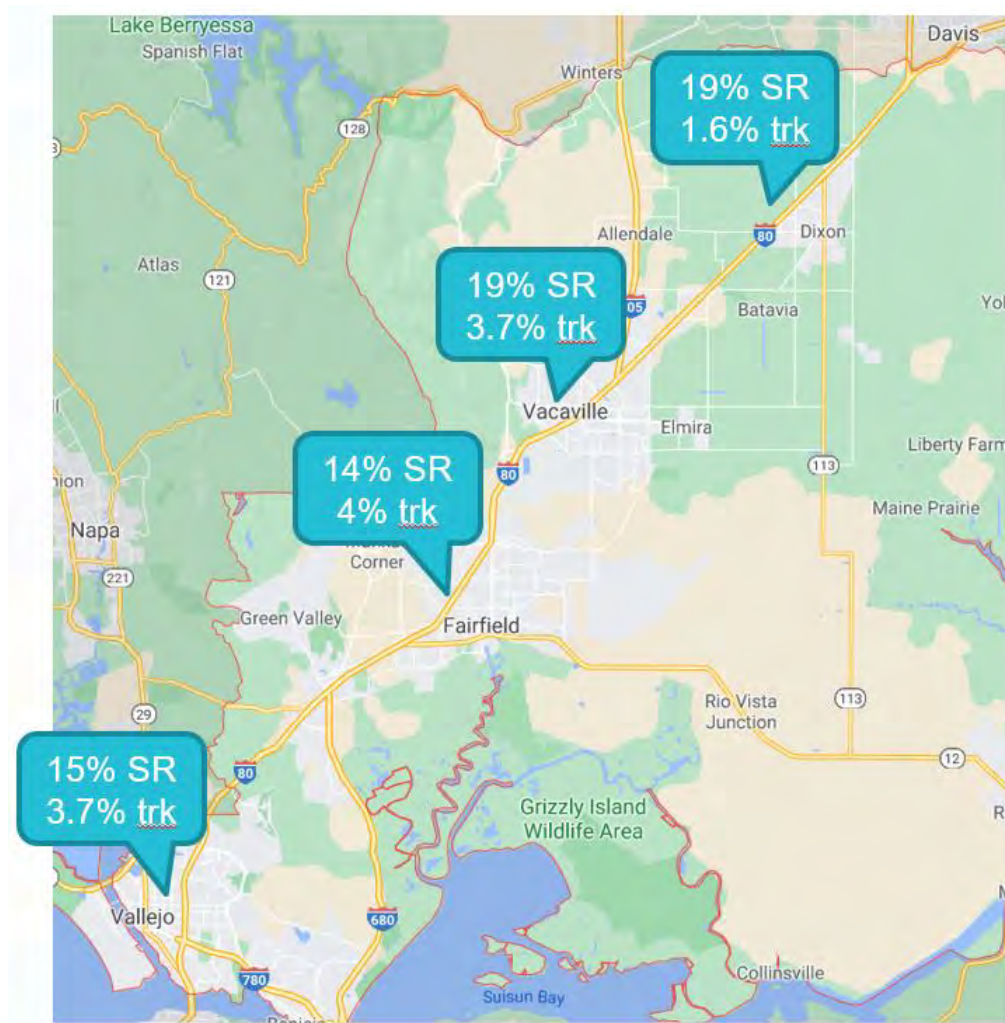 Lake Berryessa
Spanish Flat
Davis
Winters
19% SR
1.6% trk
128
Allendale
80
Dixon
Atlas
121
19% SR
3.7% trk
05
Batavia
Yol
Vacaville
Elmira
Liberty Farm
14% SR
4% trk
80
113
Maine Prairie
nion
Napa
Corner
221
Green Valley
Fairfield
Rio Vista
Junction
113
29
12
15% SR
3.7% trk
80
Grizzly Island
Wildlife Area
R
Vallejo
680
M
780
Collinsville
Suisun Bay